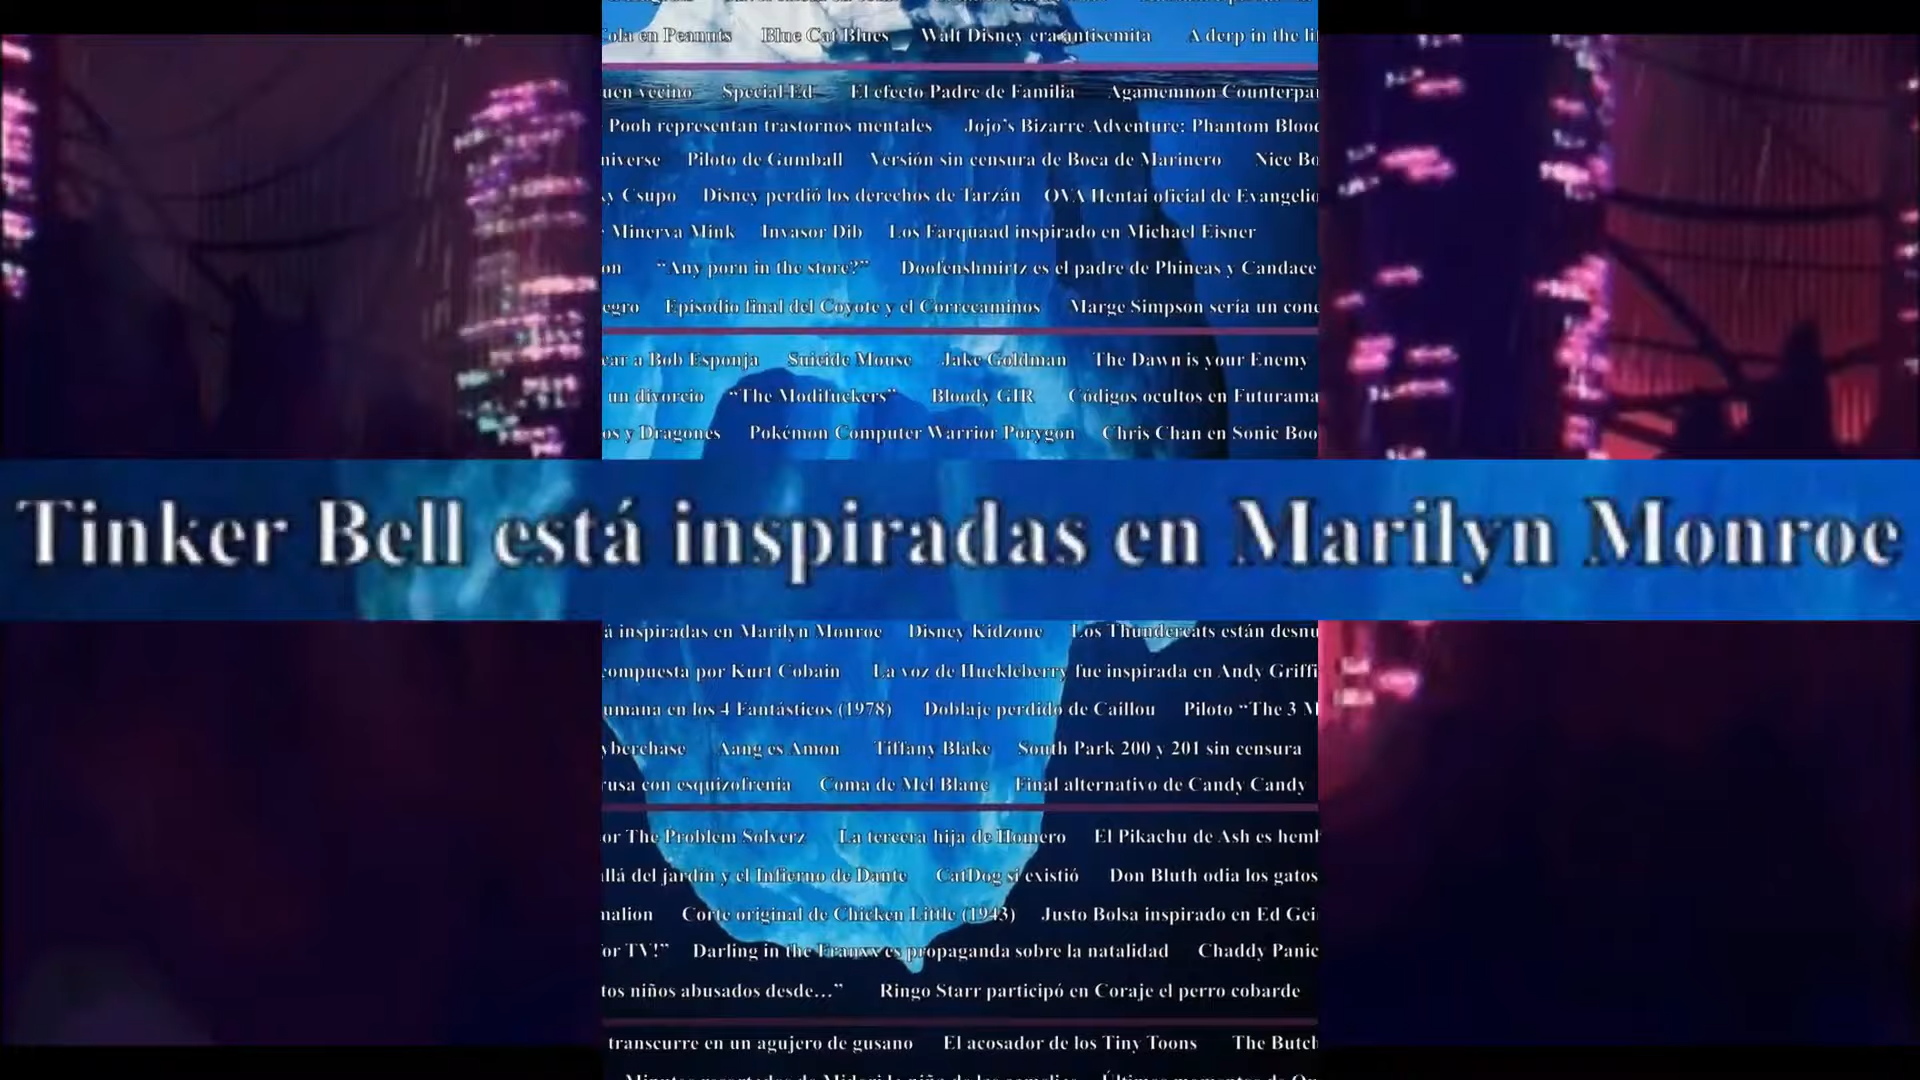 ola en Peanuts Blue Cat Blues Walt Disney era antisemita A derp in the li
uen vecino Special Ed El efecto Padre de Familia Agamemnon Counterpa
Pooh representan trastornos mentales Jojo's Bizarre Adventure: Phantom Blood
niverse Piloto de Gumball Versión sin censura de Boca de Marinero Nice Bo
y Csupo Disney perdió los derechos de Tarzán OVA Hentai oficial de Evangelio
Minerva Mink Invasor Dib Los Farquaad inspirado en Michael Eisner
on “Any porn in the store?” Doofenshmirtz es el padre de Phineas y Candace
egro Episodio final del Coyote y el Correcaminos Marge Simpson sería un cone
ear a Bob Esponja Suicide Mouse Jake Goldman The Dawn is your Enemy
un divorcio “The Modifuckers” Bloody GIR Códigos ocultos en Futurama
os y Dragones Pokémon Computer Warrior Porygon Chris Chan en Sonic Boo
Tinker Bell está inspiradas en Marilyn Monroe
á inspiradas en Marilyn Monroe Disney Kidzone Los Thundercats están desnu
compuesta por Kurt Cobain La voz de Huckleberry fue inspirada en Andy Griffi
umana en los 4 Fantásticos (1978) Doblaje perdido de Caillou Piloto “The 3 M
yberchase Aang es Amon Tiffany Blake South Park 200 y 201 sin censura
rusa con esquizofrenia Coma de Mel Blanc Final alternativo de Candy Candy
or The Problem Solverz La tercera hija de Homero El Pikachu de Ash es hemb
llá del jardín y el Infierno de Dante CatDog si existió Don Bluth odia los gatos
malion Corte original de Chicken Little (1943) Justo Bolsa inspirado en Ed Gei
or TV!” Darling in the Franxx es propaganda sobre la natalidad Chaddy Panic
tos niños abusados desde...” Ringo Starr participó en Coraje el perro cobarde
transcurre en un agujero de gusano El acosador de los Tiny Toons The Butch